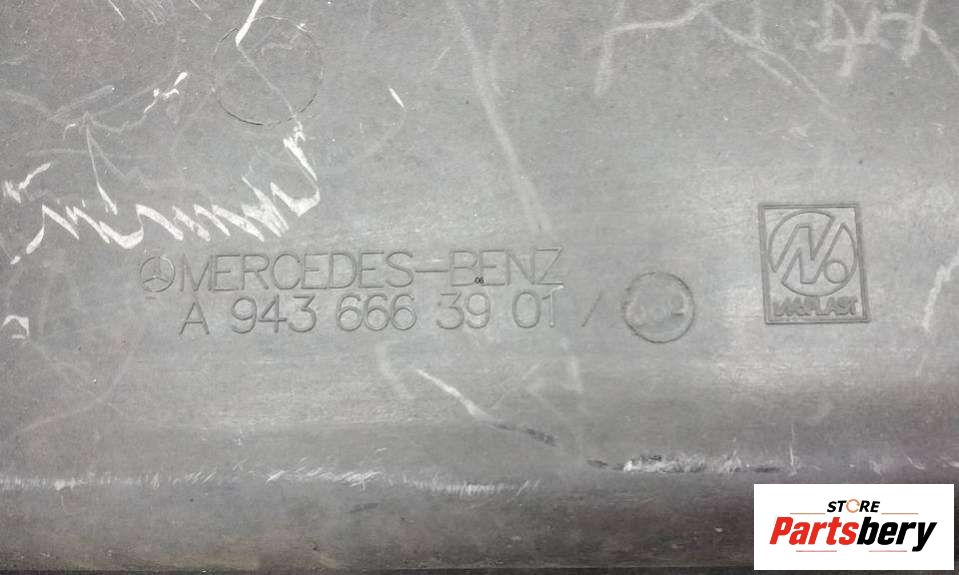 MERCEDES-BENZ
A 943 666 39 01 /
STORE
Partsbery